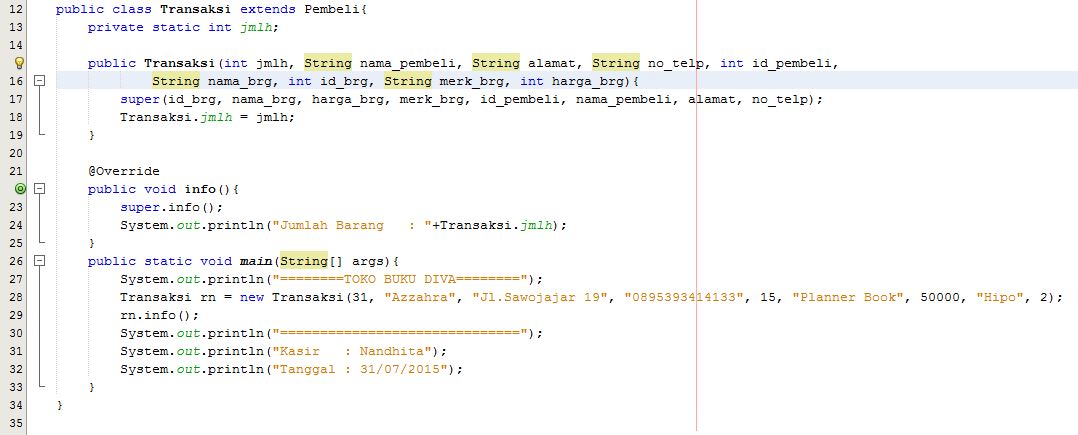 12 public class Transaksi extends Pembeli{
13 private static int jmlh;
14
public Transaksi(int jmlh, String nama_pembeli, String alamat, String no_telp, int id_pembeli,
16 String nama_brg, int id_brg, String merk_brg, int harga_brg){
17 super(id_brg, nama_brg, harga_brg, merk_brg, id_pembeli, nama_pembeli, alamat, no_telp);
18 Transaksi.jmlh = jmlh;
19 }
20
21 @Override
public void info(){
23 super.info();
24 System.out.println("Jumlah Barang   : "+Transaksi.jmlh);
25 }
26 public static void main(String[] args){
27 System.out.println("========TOKO BUKU DIVA========");
28 Transaksi rn = new Transaksi(31, "Azzahra", "Jl.Sawojajar 19", "0895393414133", 15, "Planner Book", 50000, "Hipo", 2);
29 rn.info();
30 System.out.println("==============================");
31 System.out.println("Kasir   : Nandhita");
32 System.out.println("Tanggal : 31/07/2015");
33 }
34 }
35